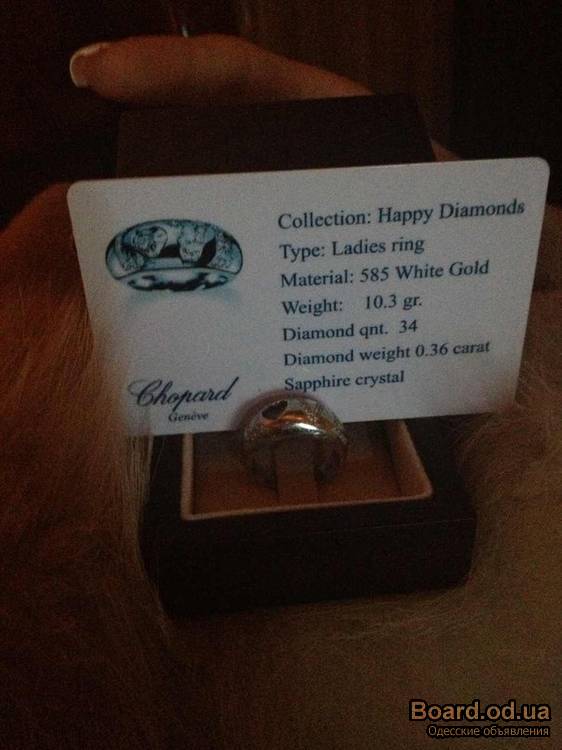 Collection: Happy Diamonds
Type: Ladies ring
Material: 585 White Gold
Weight: 10.3 gr.
Diamond qnt. 34
Diamond weight 0.36 carat
Sapphire crystal
Chopard
Genève
Board.od.ua
Одесские объявления